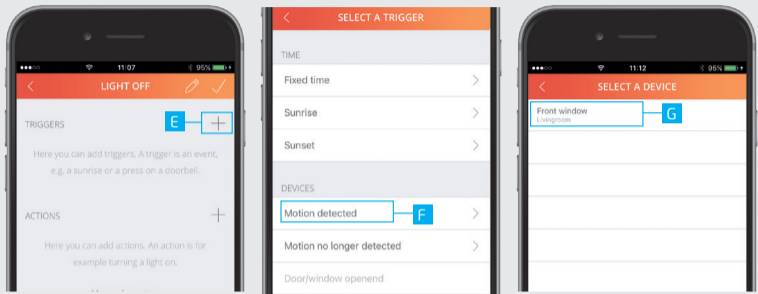 11:07
95%
LIGHT OFF
TRIGGERS
E
Here you can add triggers. A trigger is an event,
e.g. a sunrise or a press on a doorbell.
ACTIONS
Here you can add actions. An action is for
example turning a light on.
SELECT A TRIGGER
TIME
Fixed time
Sunrise
Sunset
DEVICES
Motion detected
F
Motion no longer detected
Door/window openend
11:12
95%
SELECT A DEVICE
Front window
Livingroom
G